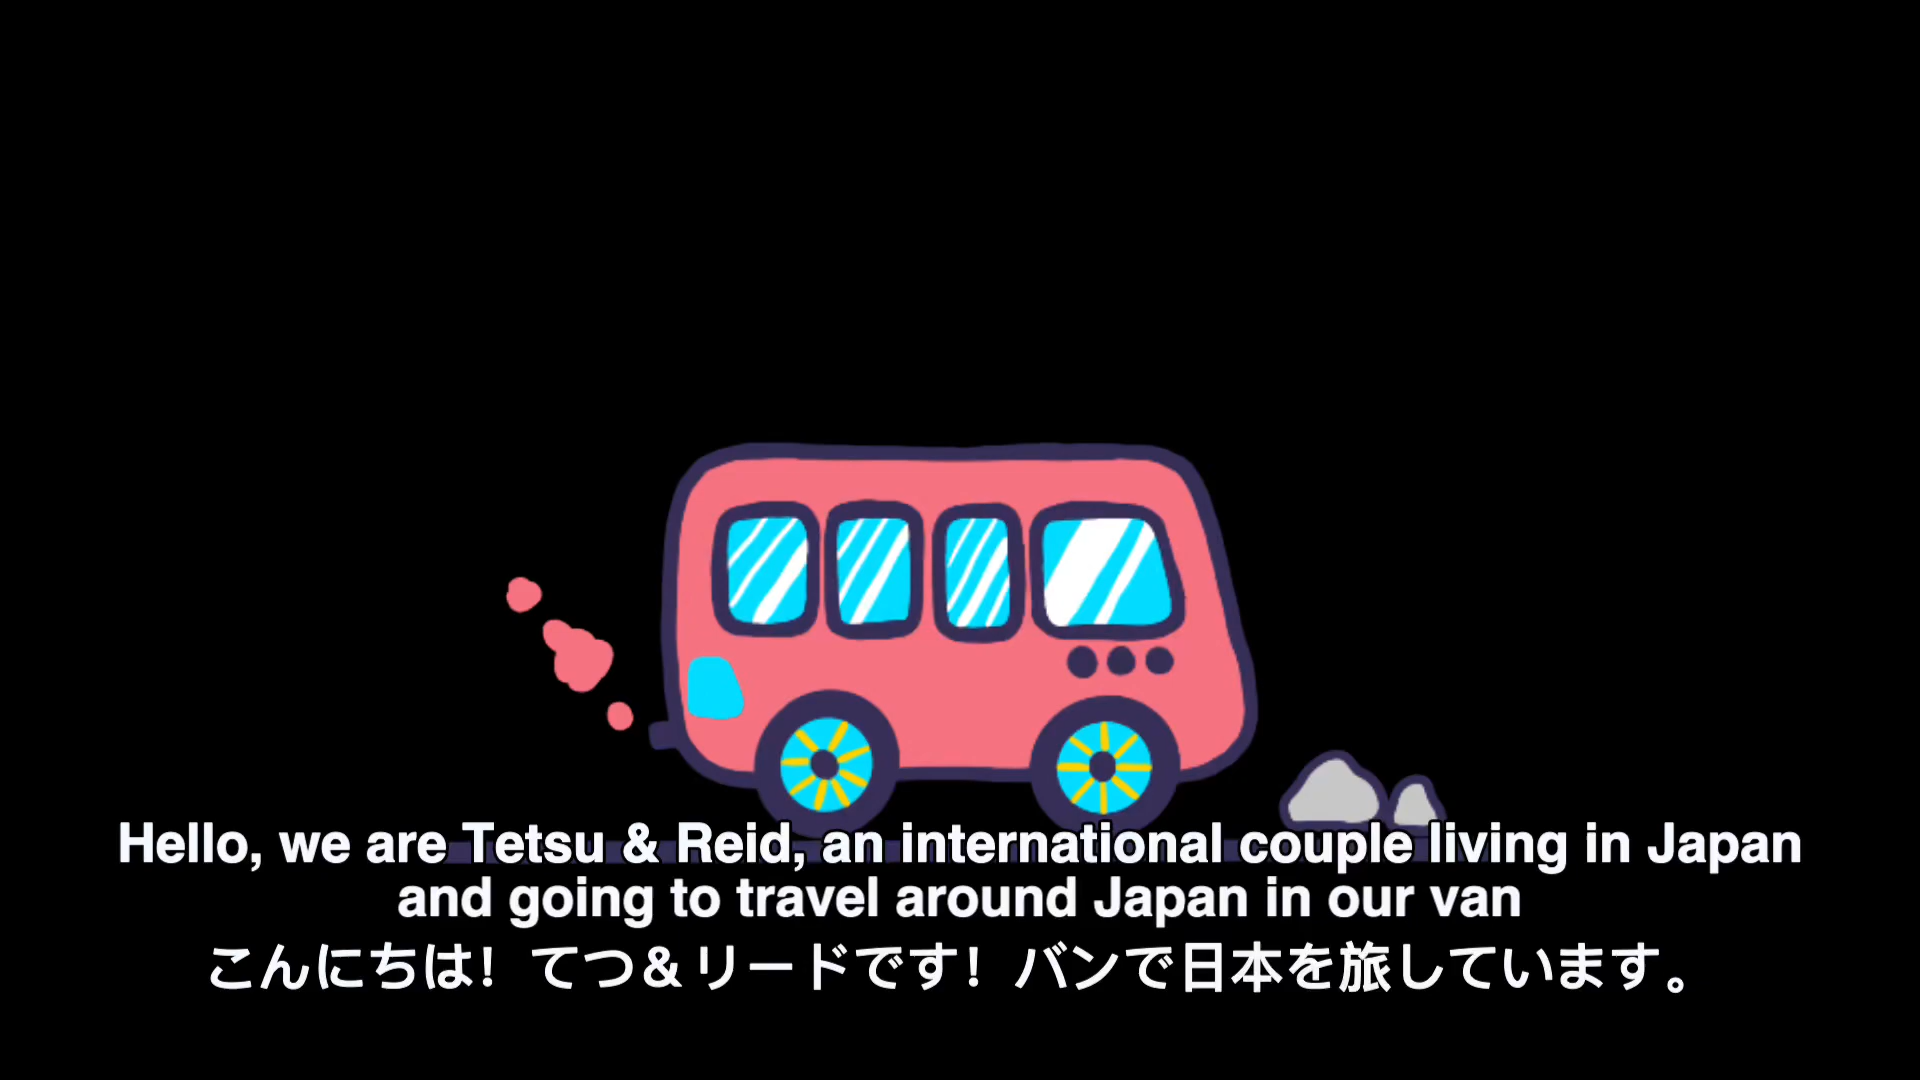 Hello, we are Tetsu & Reid, an international couple living in Japan
and going to travel around Japan in our van
こんにちは！てつ＆リードです！バンで日本を旅しています。